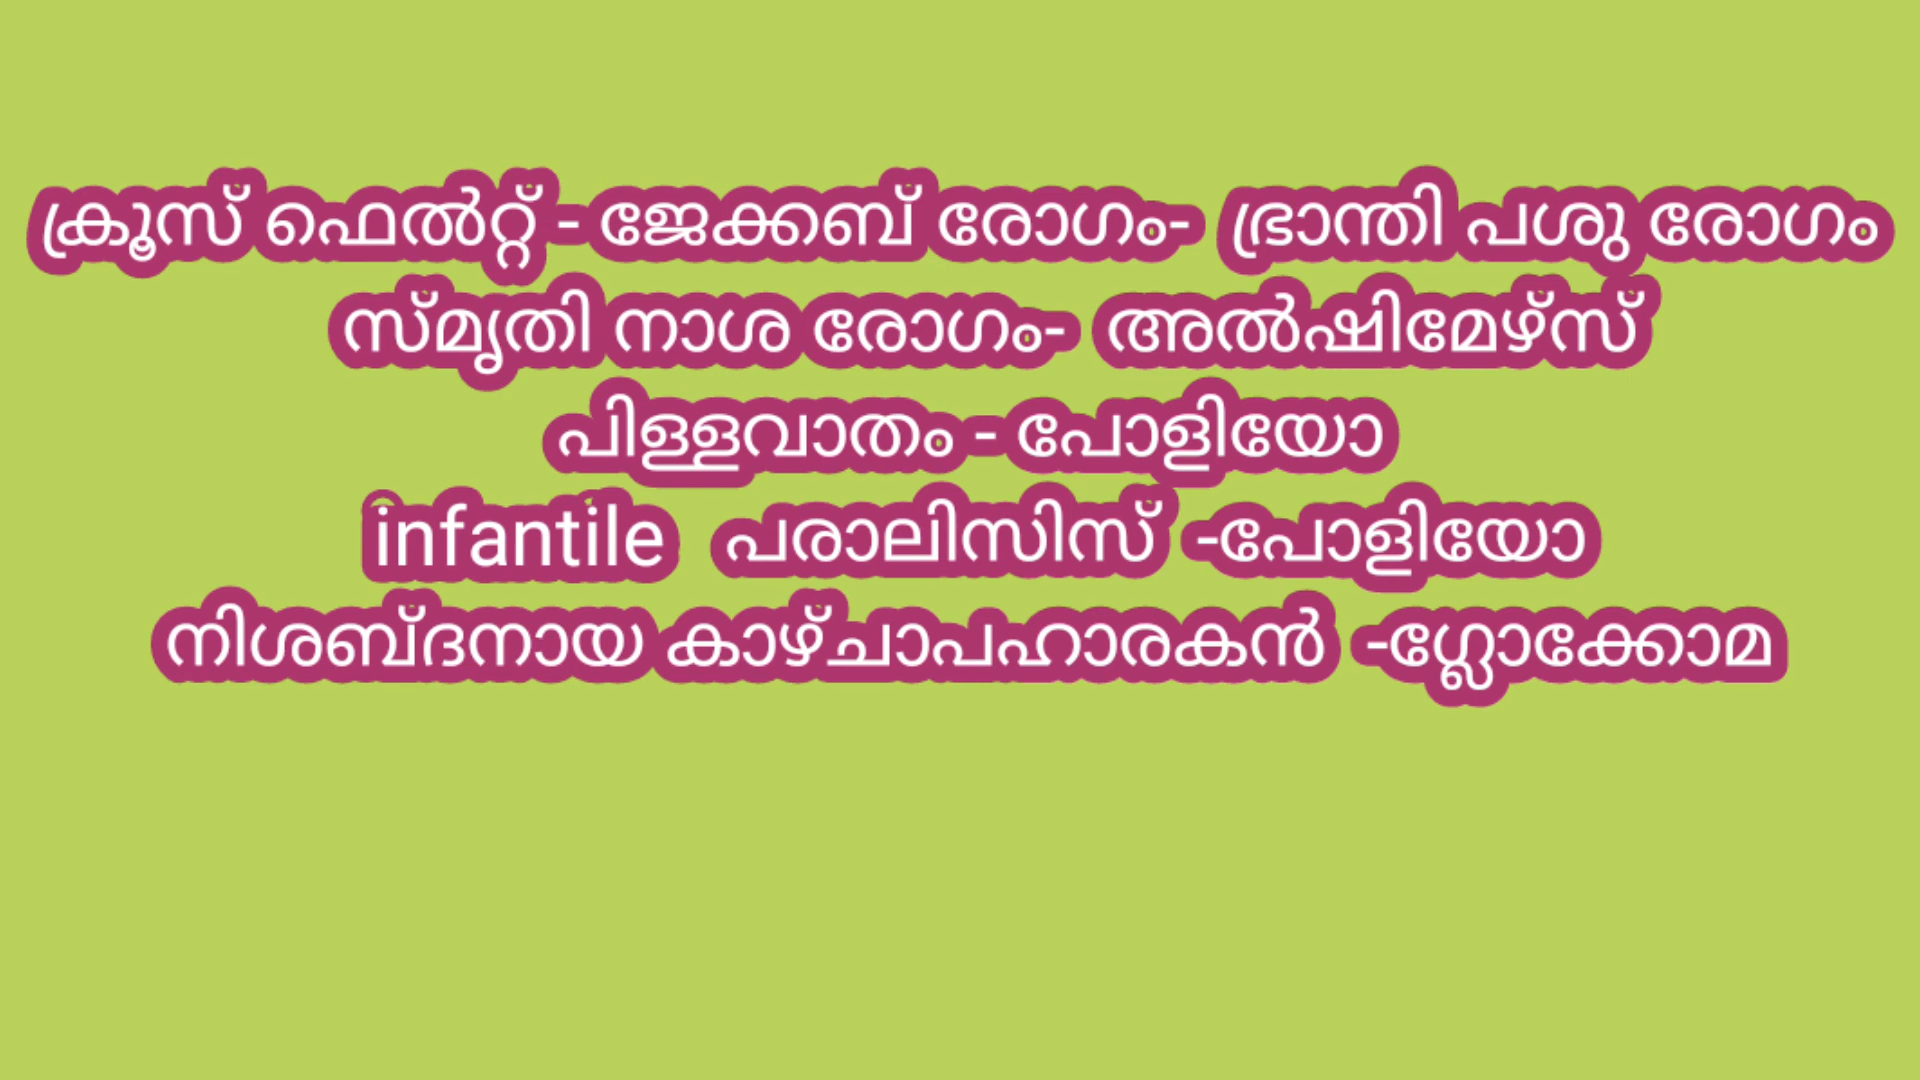 ക്രൂസ് ഫെൽറ്റ് - ജേക്കബ് രോഗം- ഭ്രാന്തി പശു രോഗം
സ്മൃതി നാശ രോഗം- അൽഷിമേഴ്സ്
പിള്ളവാതം - പോളിയോ
infantile പരാലിസിസ് -പോളിയോ
നിശബ്ദനായ കാഴ്ചാപഹാരകൻ -ഗ്ലോക്കോമ